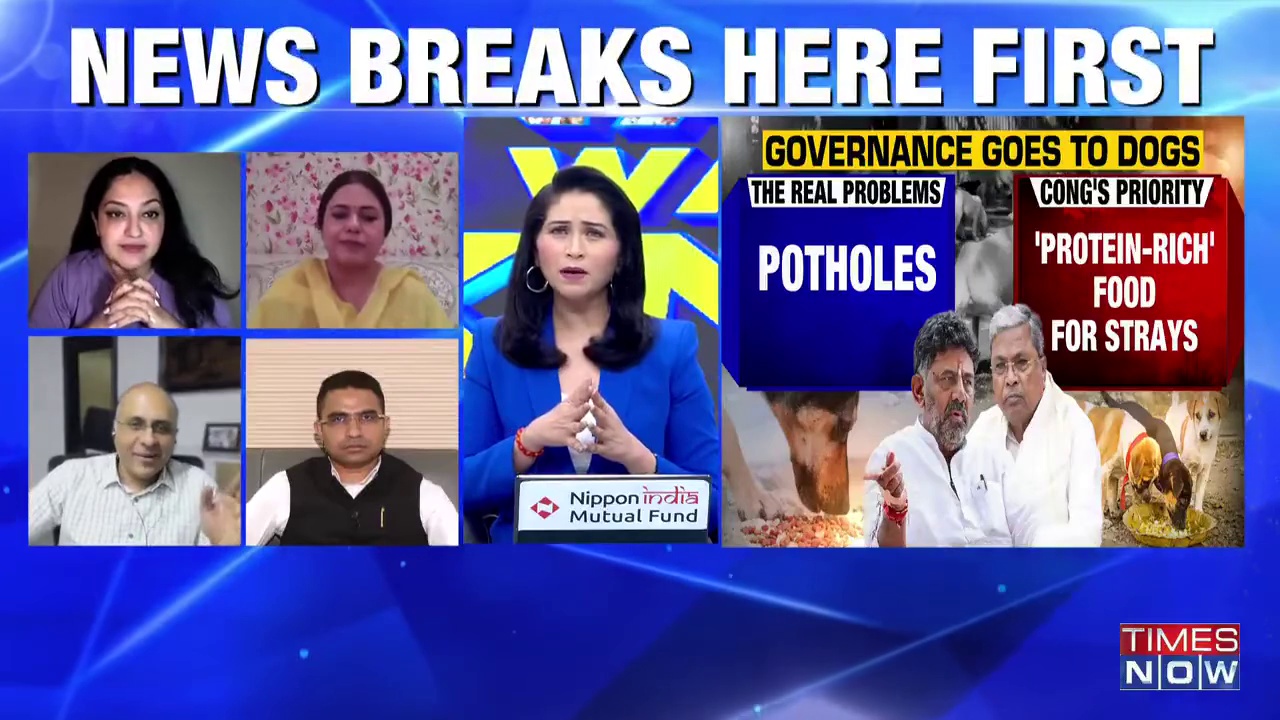 NEWS BREAKS HERE FIRST
GOVERNANCE GOES TO DOGS
THE REAL PROBLEMS
POTHOLES
CONG'S PRIORITY
'PROTEIN-RICH'
FOOD
FOR STRAYS
Nippon india
Mutual Fund
TIMES
NOW